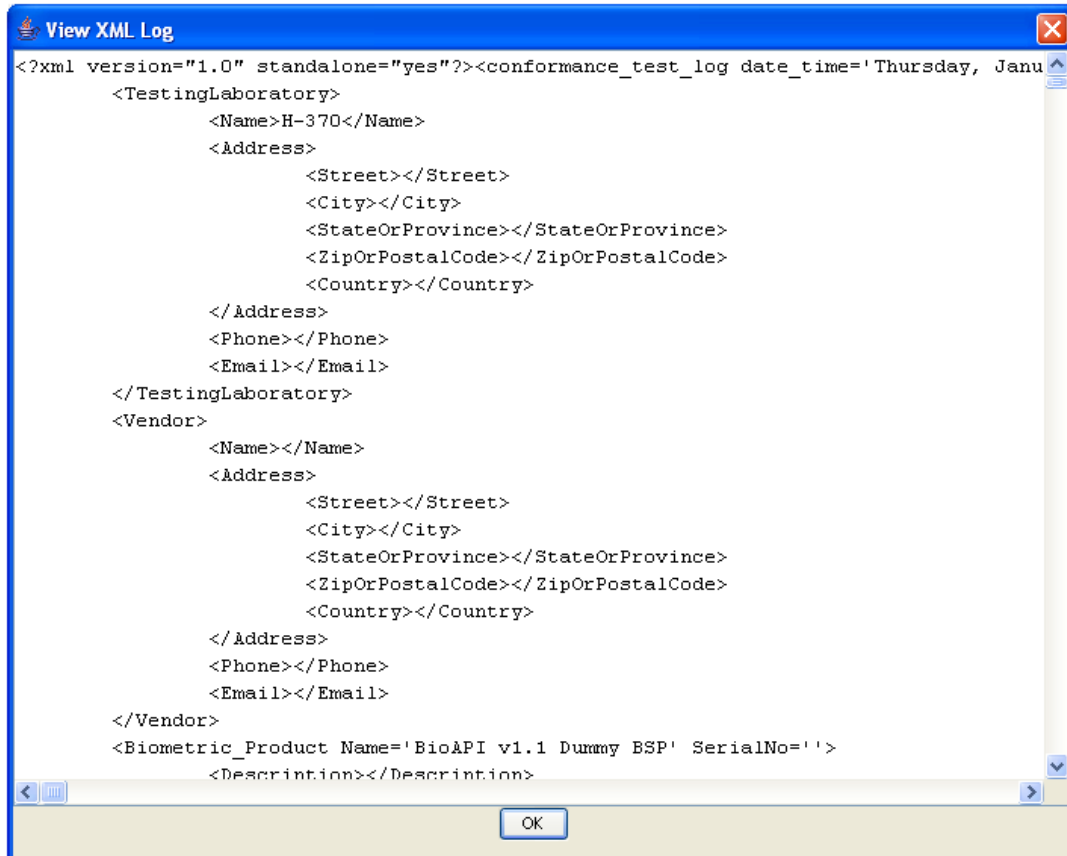 View XML Log
<?xml version="1.0" standalone="yes"?><conformance_test_log date_time='Thursday, Janu
<TestingLaboratory>
<Name>H-370</Name>
<Address>
<Street></Street>
<City></City>
<StateOrProvince></StateOrProvince>
<ZipOrPostalCode></ZipOrPostalCode>
<Country></Country>
</Address>
<Phone></Phone>
<Email></Email>
</TestingLaboratory>
<Vendor>
<Name></Name>
<Address>
<Street></Street>
<City></City>
<StateOrProvince></StateOrProvince>
<ZipOrPostalCode></ZipOrPostalCode>
<Country></Country>
</Address>
<Phone></Phone>
<Email></Email>
</Vendor>
<Biometric_Product Name='BioAPI v1.1 Dummy BSP' SerialNo=''>
<Description></Description>
OK